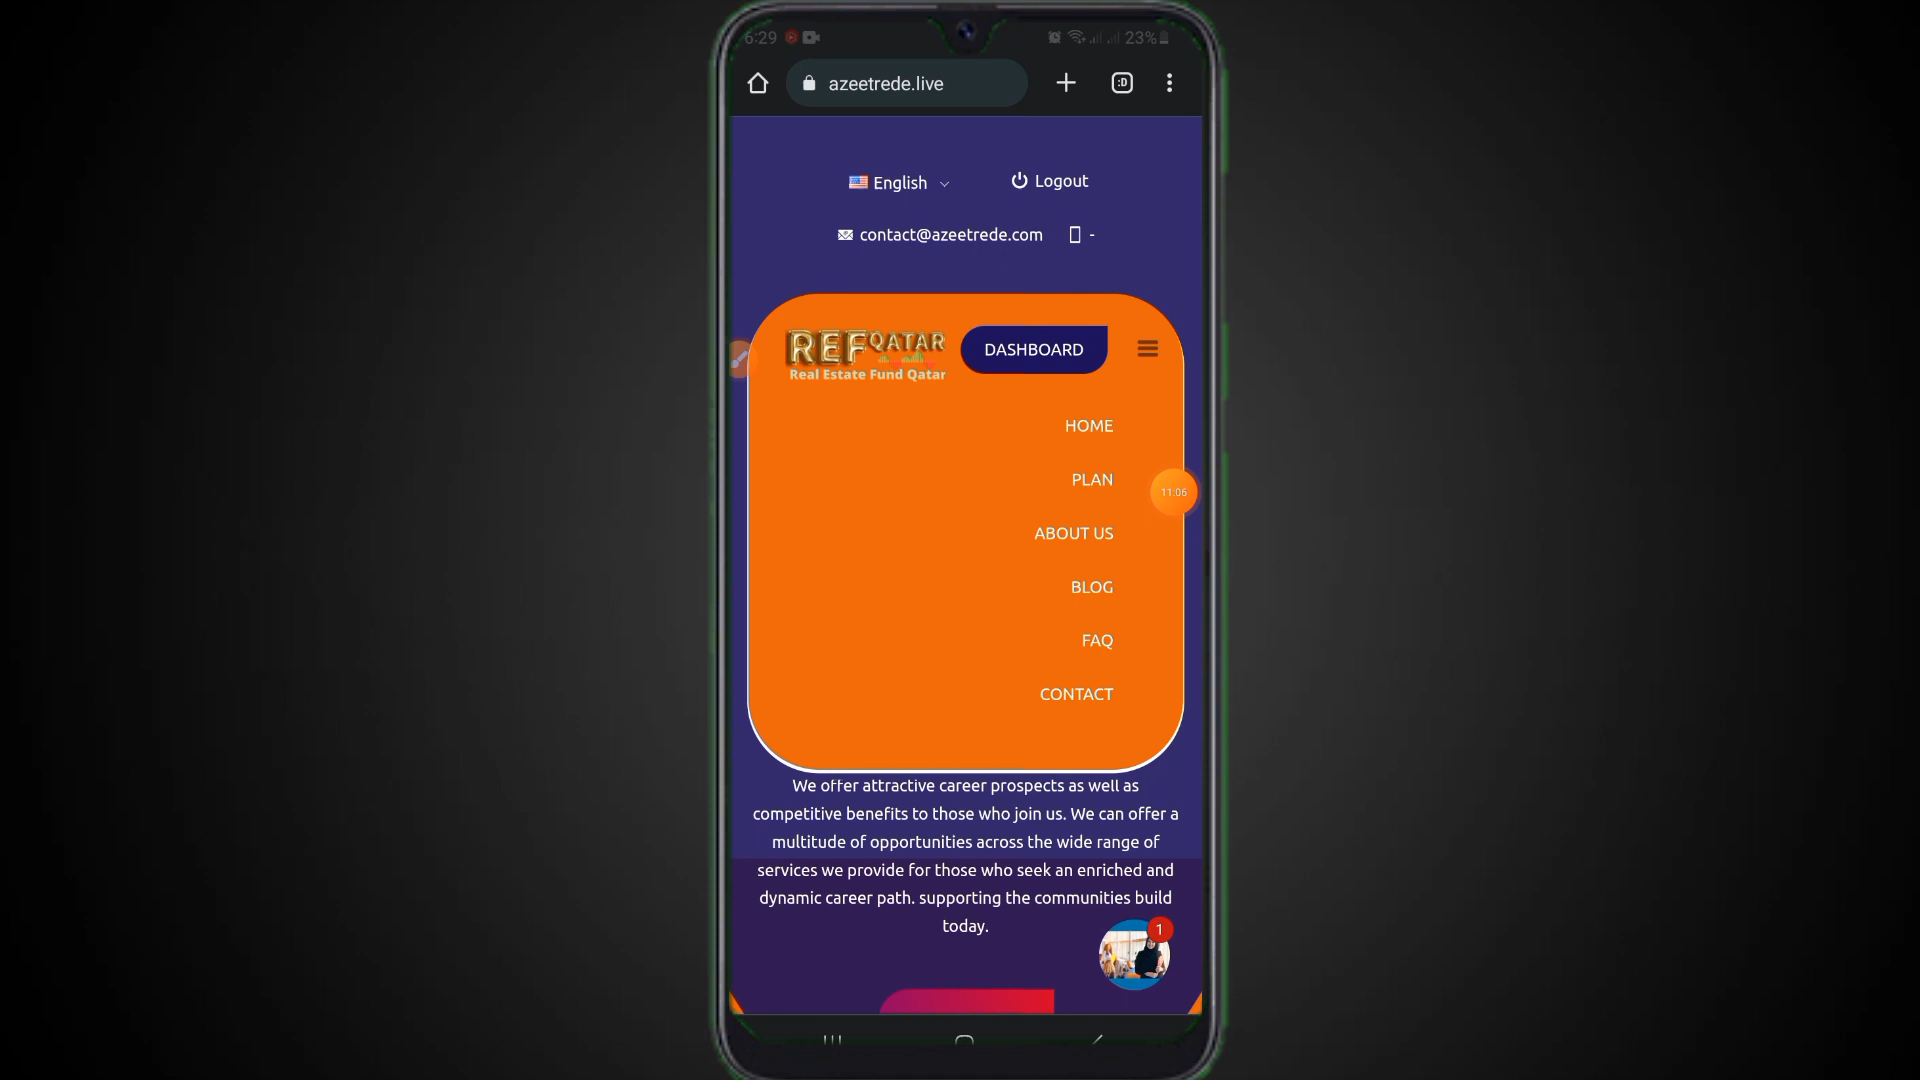 6:29
23%
azeetrede.live
:D
English
Logout
contact@azeetrede.com
-
REF QATAR
Real Estate Fund Qatar
DASHBOARD
HOME
PLAN
11:06
ABOUT US
BLOG
FAQ
CONTACT
We offer attractive career prospects as well as
competitive benefits to those who join us. We can offer a
multitude of opportunities across the wide range of
services we provide for those who seek an enriched and
dynamic career path. supporting the communities build
today.
1